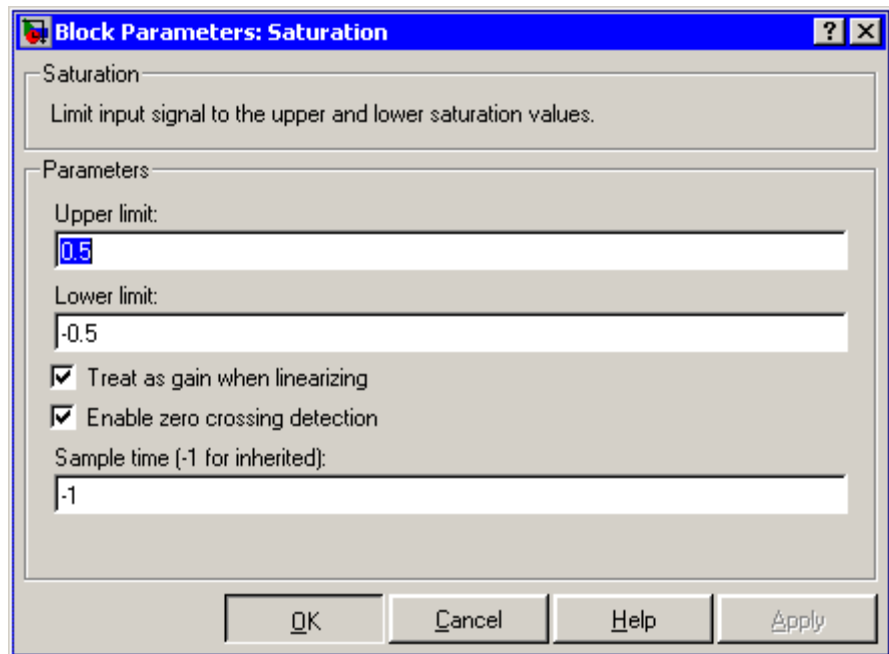 Block Parameters: Saturation
Saturation
Limit input signal to the upper and lower saturation values.
Parameters
Upper limit:
0.5
Lower limit:
-0.5
Treat as gain when linearizing
Enable zero crossing detection
Sample time (-1 for inherited):
-1
OK Cancel Help Apply